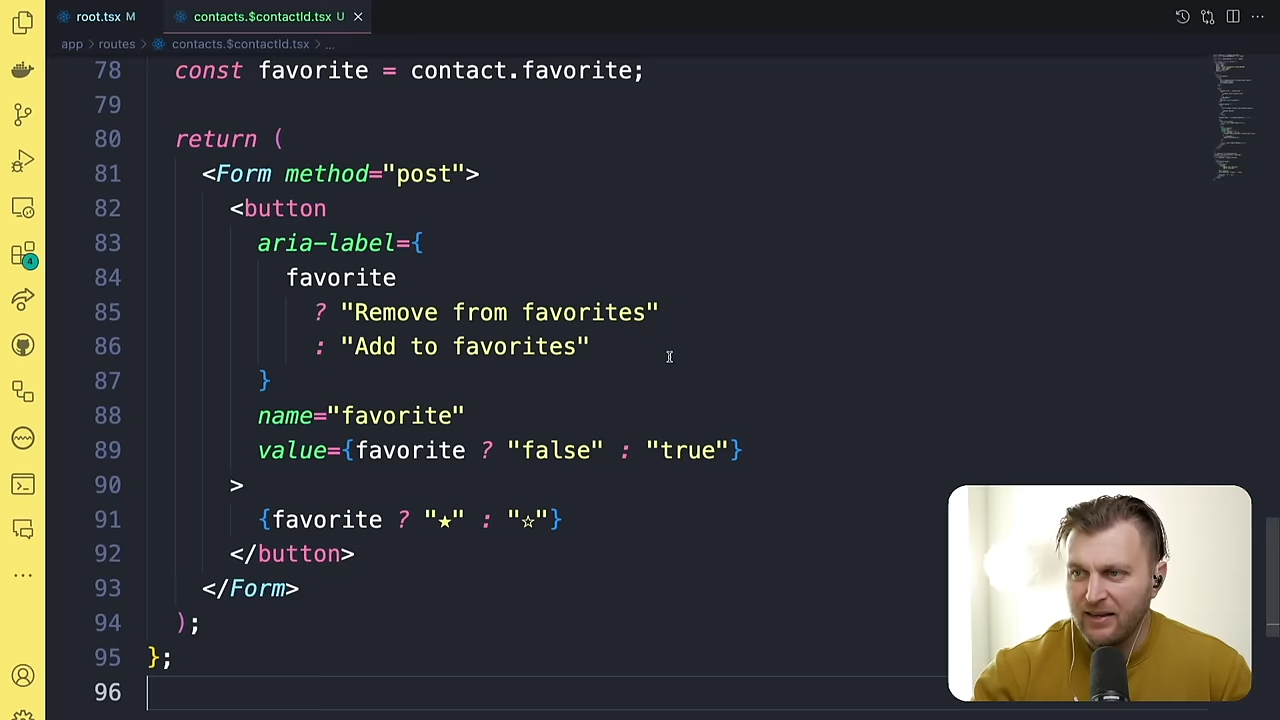 root.tsx M
contacts.$contactId.tsx U
app > routes > contacts.$contactId.tsx > ...
78 const favorite = contact.favorite;
79
80 return (
81 <Form method="post">
82 <button
83 aria-label={
84 favorite
85 ? "Remove from favorites"
86 : "Add to favorites"
87 }
88 name="favorite"
89 value={favorite ? "false" : "true"}
90 >
91 {favorite ? "★" : "☆"}
92 </button>
93 </Form>
94 );
95 };
96
4